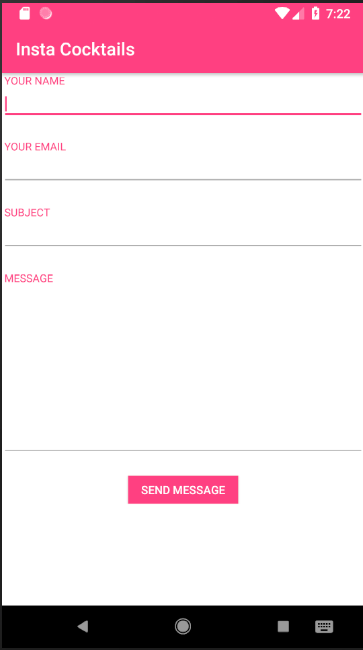 7:22
Insta Cocktails
YOUR NAME
YOUR EMAIL
SUBJECT
MESSAGE
SEND MESSAGE